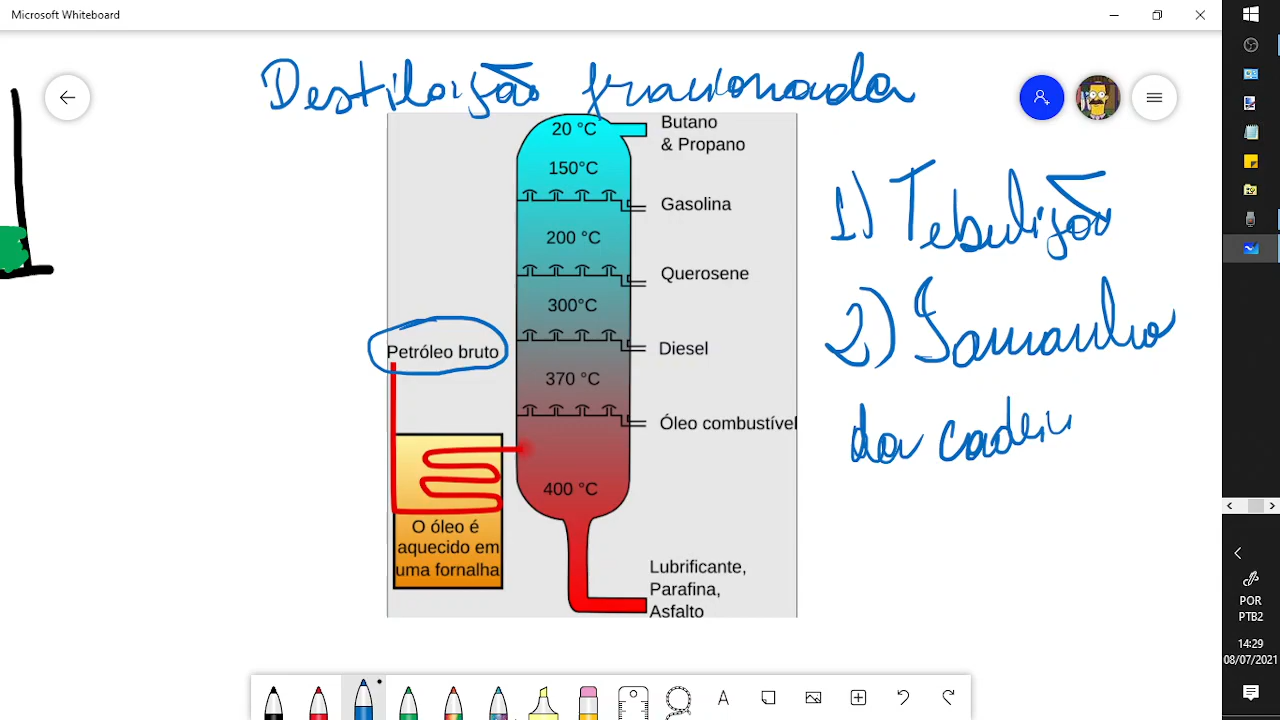 Microsoft Whiteboard
Destilação fracionada
20 °C
Butano
& Propano
150°C
Gasolina
200 °C
Querosene
300°C
Diesel
Petróleo bruto
370 °C
Óleo combustível
400 °C
O óleo é
aquecido em
uma fornalha
Lubrificante,
Parafina,
Asfalto
1) Tebulição
2) Tamanho
da cadei
A
POR
PTB2
14:29
08/07/2021